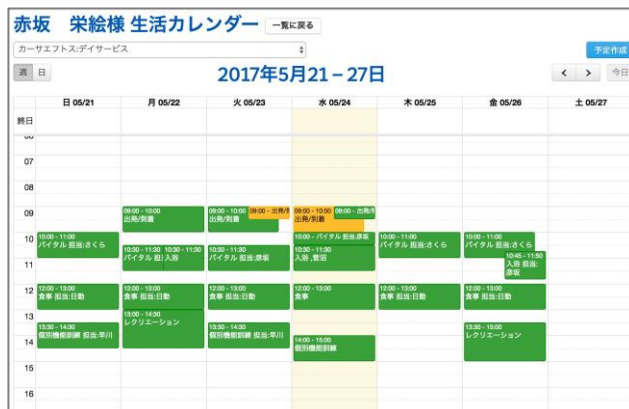 赤坂　栄絵様 生活カレンダー 一覧に戻る
カーサエフトス:デイサービス
予定作成
週 日
2017年5月21 – 27日
< > 今日
日 05/21 月 05/22 火 05/23 水 05/24 木 05/25 金 05/26 土 05/27
終日
07
08
09
09:00 - 10:00
出発/到着
09:00 - 10:00
出発/到着
09:00 - 出発/
09:00 - 10:00
出発/到着
09:00 - 出発/
10
10:00 - 11:00
バイタル 担当:さくら
10:30 - 11:30
バイタル 担
10:30 - 11:30
入浴
10:30 - 11:30
バイタル 担当:彦坂
10:00 - バイタル 担当:彦坂
10:30 - 11:30
入浴 , 菅沼
10:00 - 11:00
バイタル 担当:さくら
10:00 - 11:00
バイタル 担当:さくら
10:45 - 11:50
入浴 担当:
彦坂
11
12
12:00 - 13:00
食事 担当:日勤
12:00 - 13:00
食事 担当:日勤
12:00 - 13:00
食事 担当:日勤
12:00 - 13:00
食事
12:00 - 13:00
食事 担当:日勤
12:00 - 13:00
食事 担当:日勤
13
13:30 - 14:30
個別機能訓練 担当:早川
13:00 - 14:30
レクリエーション
13:30 - 14:30
個別機能訓練 担当:早川
14:00 - 15:00
個別機能訓練
13:30 - 15:00
レクリエーション
14
15
16